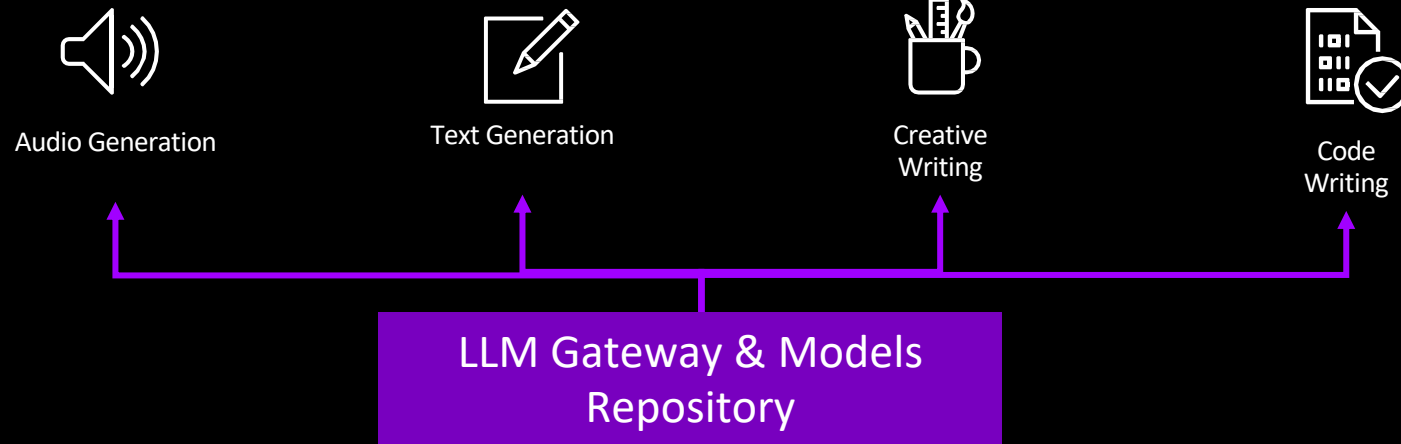 Audio Generation
Text Generation
Creative
Writing
Code
Writing
LLM Gateway & Models
Repository